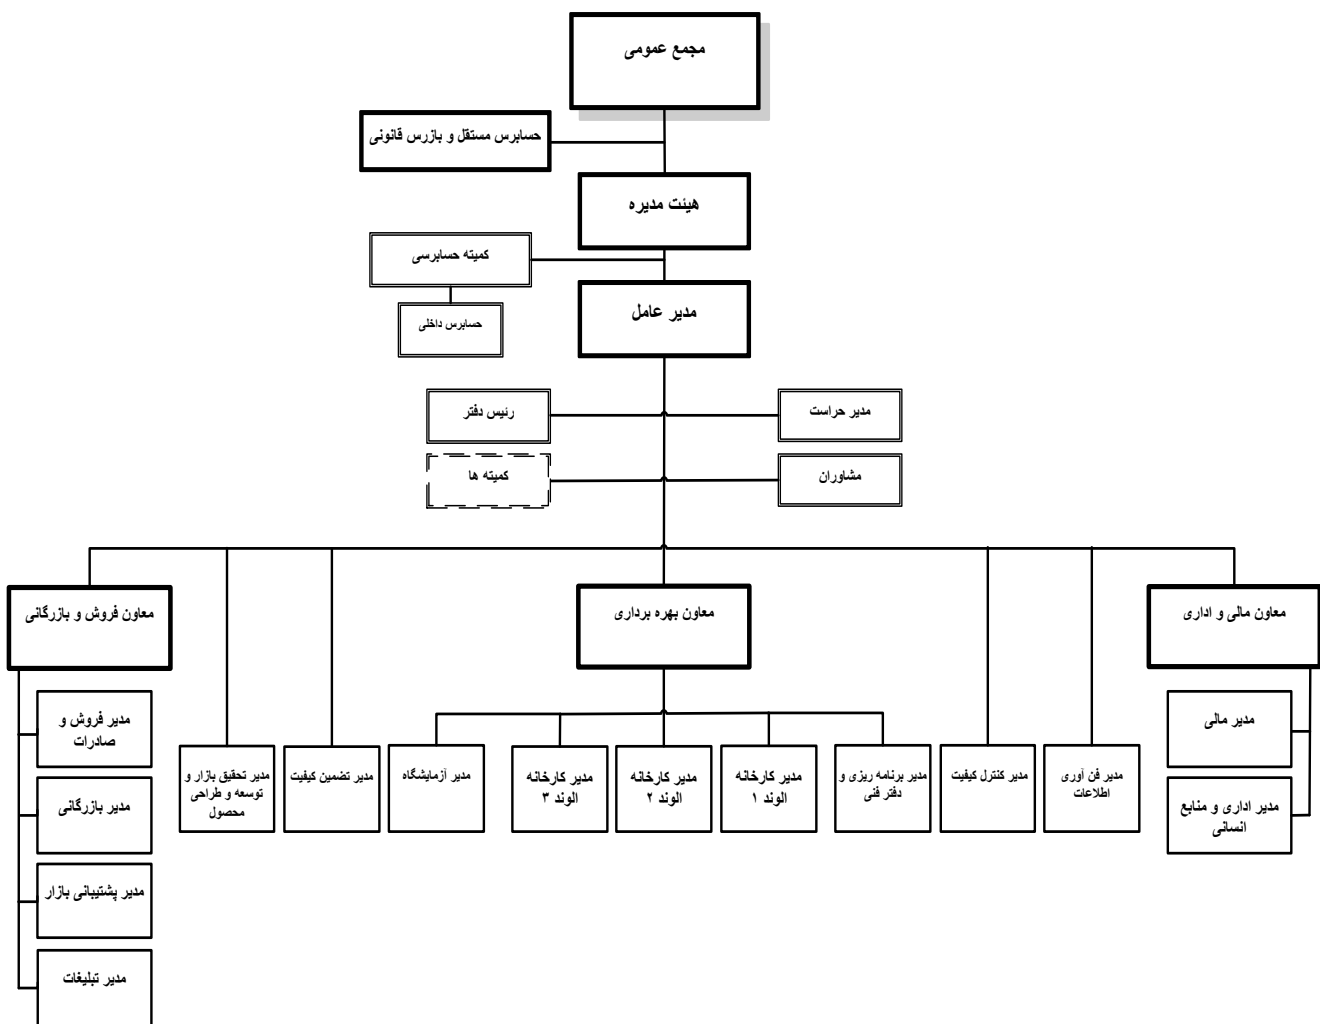 مجمع عمومی
حسابرس مستقل و بازرس قانونی
هیئت مدیره
کمیته حسابرسی
حسابرس داخلی
مدیر عامل
مدیر حراست
رئیس دفتر
مشاوران
کمیته ها
معاون مالی و اداری
معاون بهره برداری
معاون فروش و بازرگانی
مدیر مالی
مدیر اداری و منابع
انسانی
مدیر فن آوری
اطلاعات
مدیر کنترل کیفیت
مدیر برنامه ریزی و
دفتر فنی
مدیر کارخانه
الوند ۱
مدیر کارخانه
الوند ۲
مدیر کارخانه
الوند ۳
مدیر آزمایشگاه
مدیر تضمین کیفیت
مدیر تحقیق بازار و
توسعه و طراحی
محصول
مدیر فروش و
صادرات
مدیر بازرگانی
مدیر پشتیبانی بازار
مدیر تبلیغات